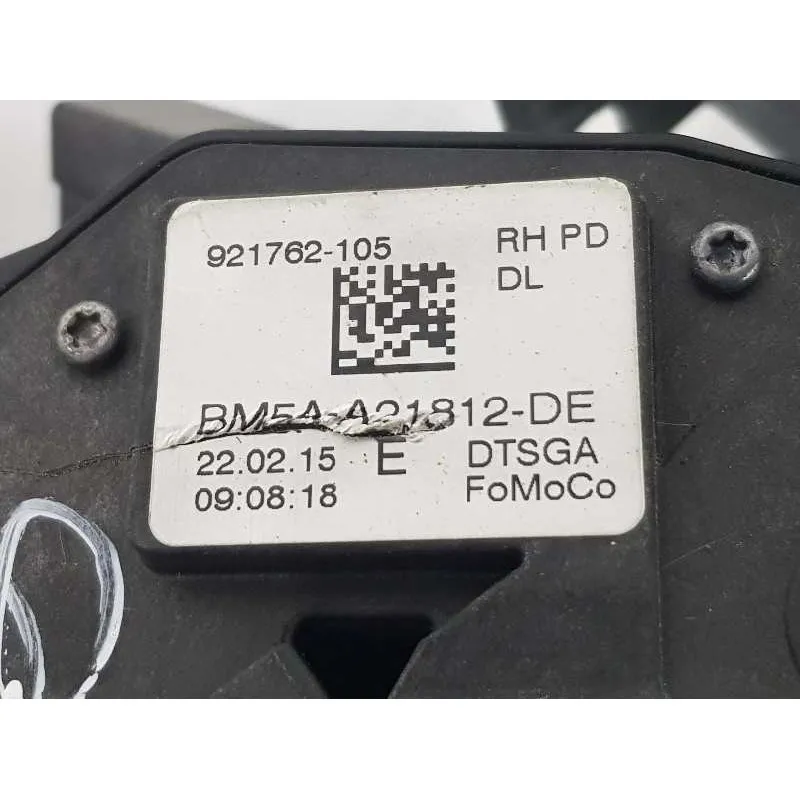 921762-105 RH PD
DL
BM5A-A21812-DE
22.02.15 E DTSGA
09:08:18 FoMoCo